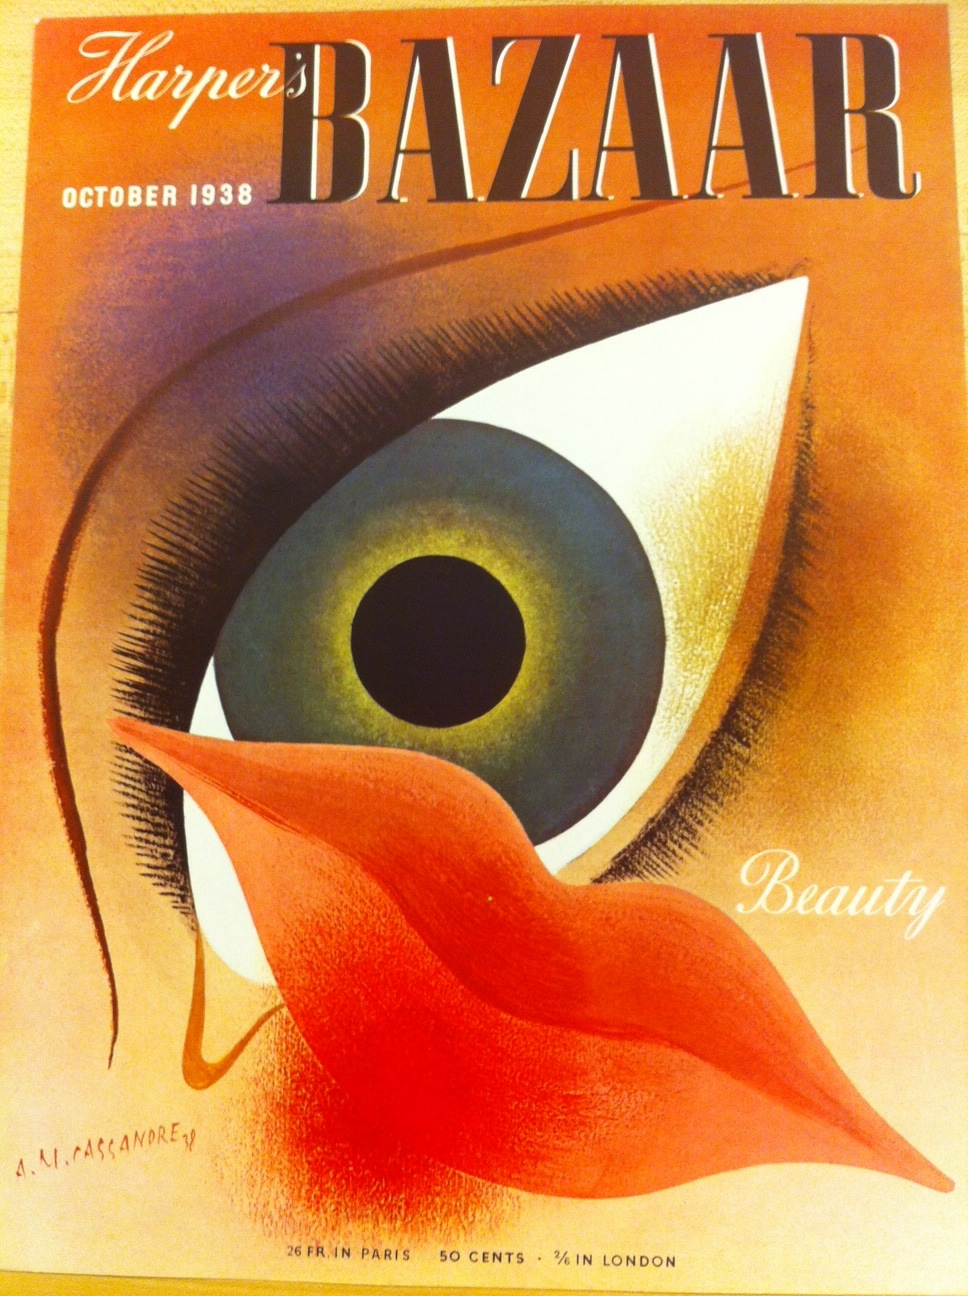 Harper's BAZAAR
OCTOBER 1938
Beauty
A.M. CASSANDRE 38
26 FR. IN PARIS 50 CENTS · 2/6 IN LONDON